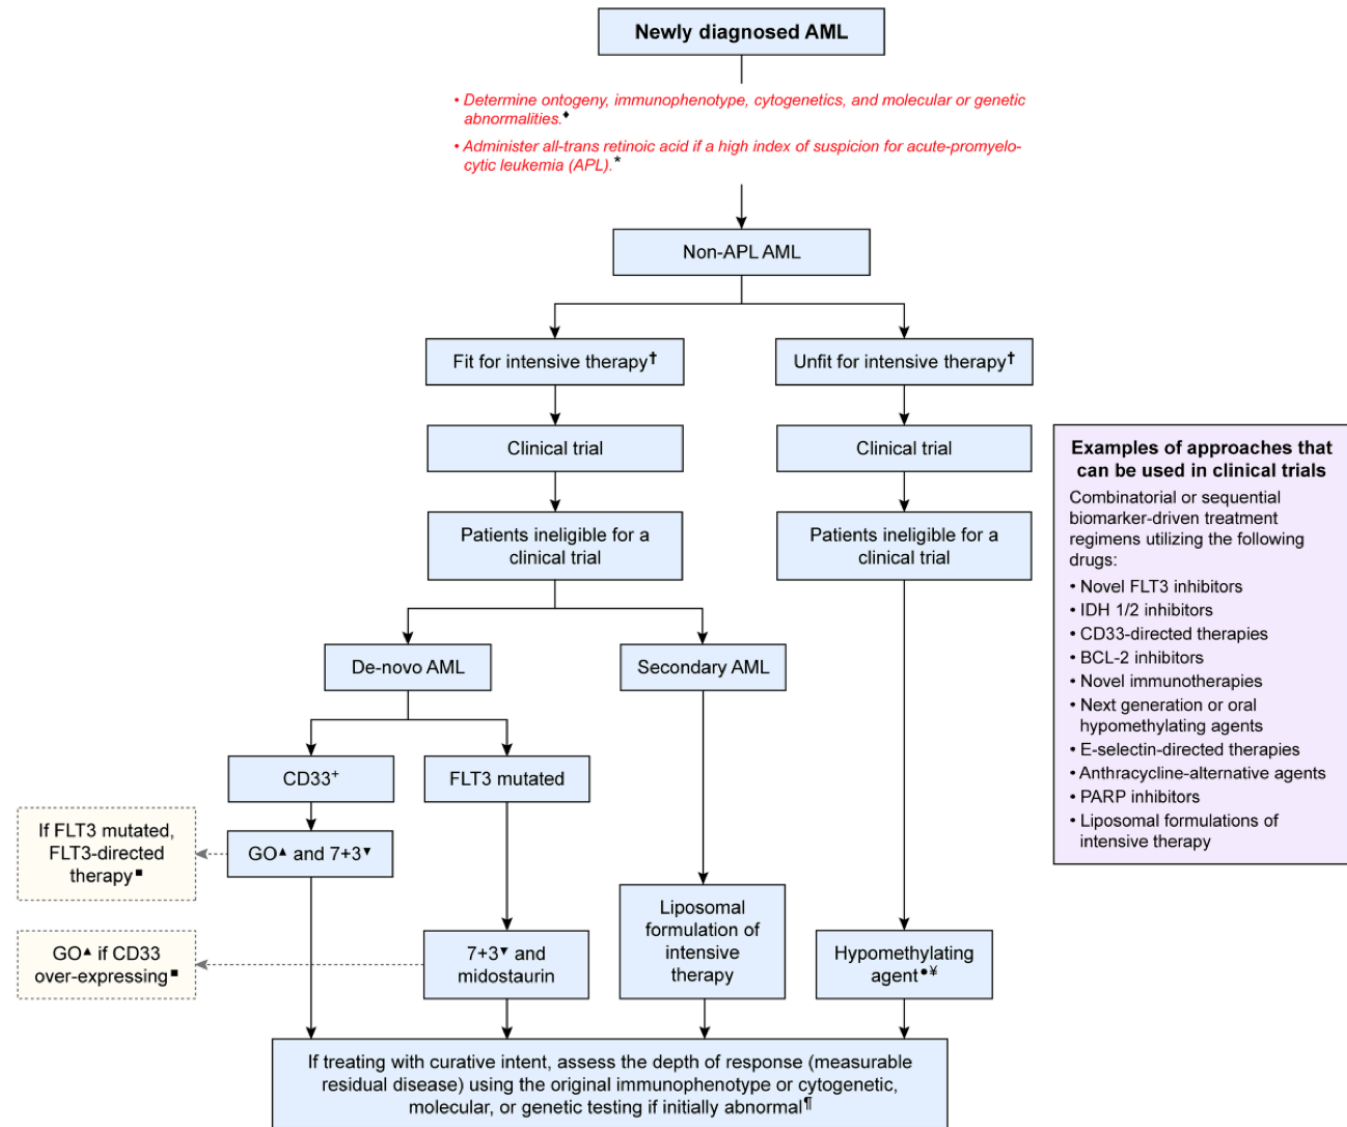 Newly diagnosed AML
• Determine ontogeny, immunophenotype, cytogenetics, and molecular or genetic
abnormalities.♦
• Administer all-trans retinoic acid if a high index of suspicion for acute-promyelo-
cytic leukemia (APL).*
Non-APL AML
Fit for intensive therapy†
Unfit for intensive therapy†
Clinical trial
Clinical trial
Patients ineligible for a
clinical trial
Patients ineligible for a
clinical trial
De-novo AML
Secondary AML
CD33⁺
FLT3 mutated
If FLT3 mutated,
FLT3-directed
therapy■
GO▲ and 7+3▼
GO▲ if CD33
over-expressing■
7+3▼ and
midostaurin
Liposomal
formulation of
intensive
therapy
Hypomethylating
agent●¥
If treating with curative intent, assess the depth of response (measurable
residual disease) using the original immunophenotype or cytogenetic,
molecular, or genetic testing if initially abnormal¶
Examples of approaches that
can be used in clinical trials
Combinatorial or sequential
biomarker-driven treatment
regimens utilizing the following
drugs:
• Novel FLT3 inhibitors
• IDH 1/2 inhibitors
• CD33-directed therapies
• BCL-2 inhibitors
• Novel immunotherapies
• Next generation or oral
hypomethylating agents
• E-selectin-directed therapies
• Anthracycline-alternative agents
• PARP inhibitors
• Liposomal formulations of
intensive therapy